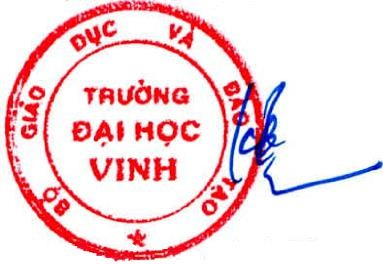 BỘ GIÁO DỤC VÀ ĐÀO TẠO
TRƯỜNG
ĐẠI HỌC
VINH